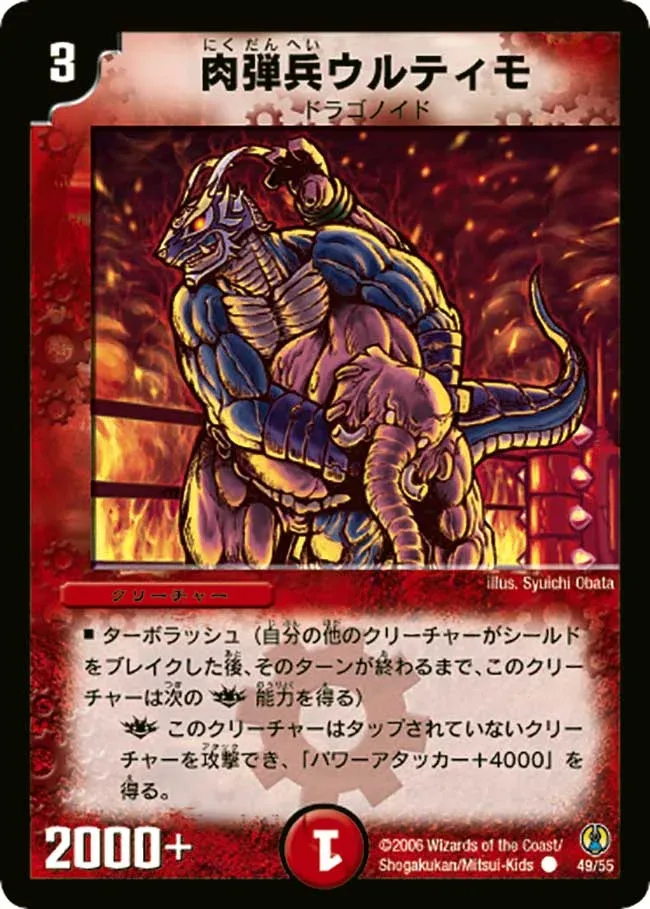 3
にくだんへい
肉弾兵ウルティモ
ドラゴノイド
illus. Syuichi Obata
クリーチャー
■ ターボラッシュ（自分の他のクリーチャーがシールド
をブレイクした後、そのターンが終わるまで、このクリー
チャーは次の 能力を得る）
このクリーチャーはタップされていないクリー
チャーを攻撃でき、「パワーアタッカー+4000」を
得る。
2000+
1
©2006 Wizards of the Coast/
Shogakukan/Mitsui-Kids
49/55